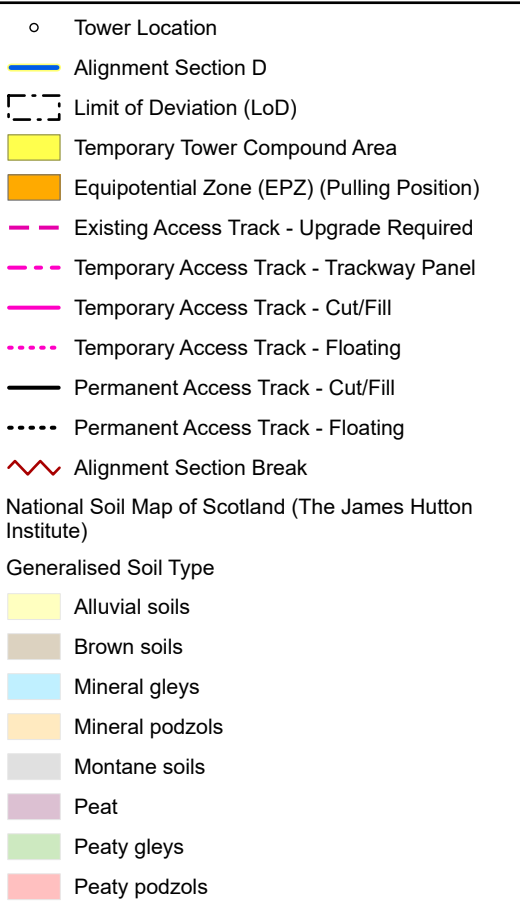 Tower Location
Alignment Section D
Limit of Deviation (LoD)
Temporary Tower Compound Area
Equipotential Zone (EPZ) (Pulling Position)
Existing Access Track - Upgrade Required
Temporary Access Track - Trackway Panel
Temporary Access Track - Cut/Fill
Temporary Access Track - Floating
Permanent Access Track - Cut/Fill
Permanent Access Track - Floating
Alignment Section Break
National Soil Map of Scotland (The James Hutton
Institute)
Generalised Soil Type
Alluvial soils
Brown soils
Mineral gleys
Mineral podzols
Montane soils
Peat
Peaty gleys
Peaty podzols